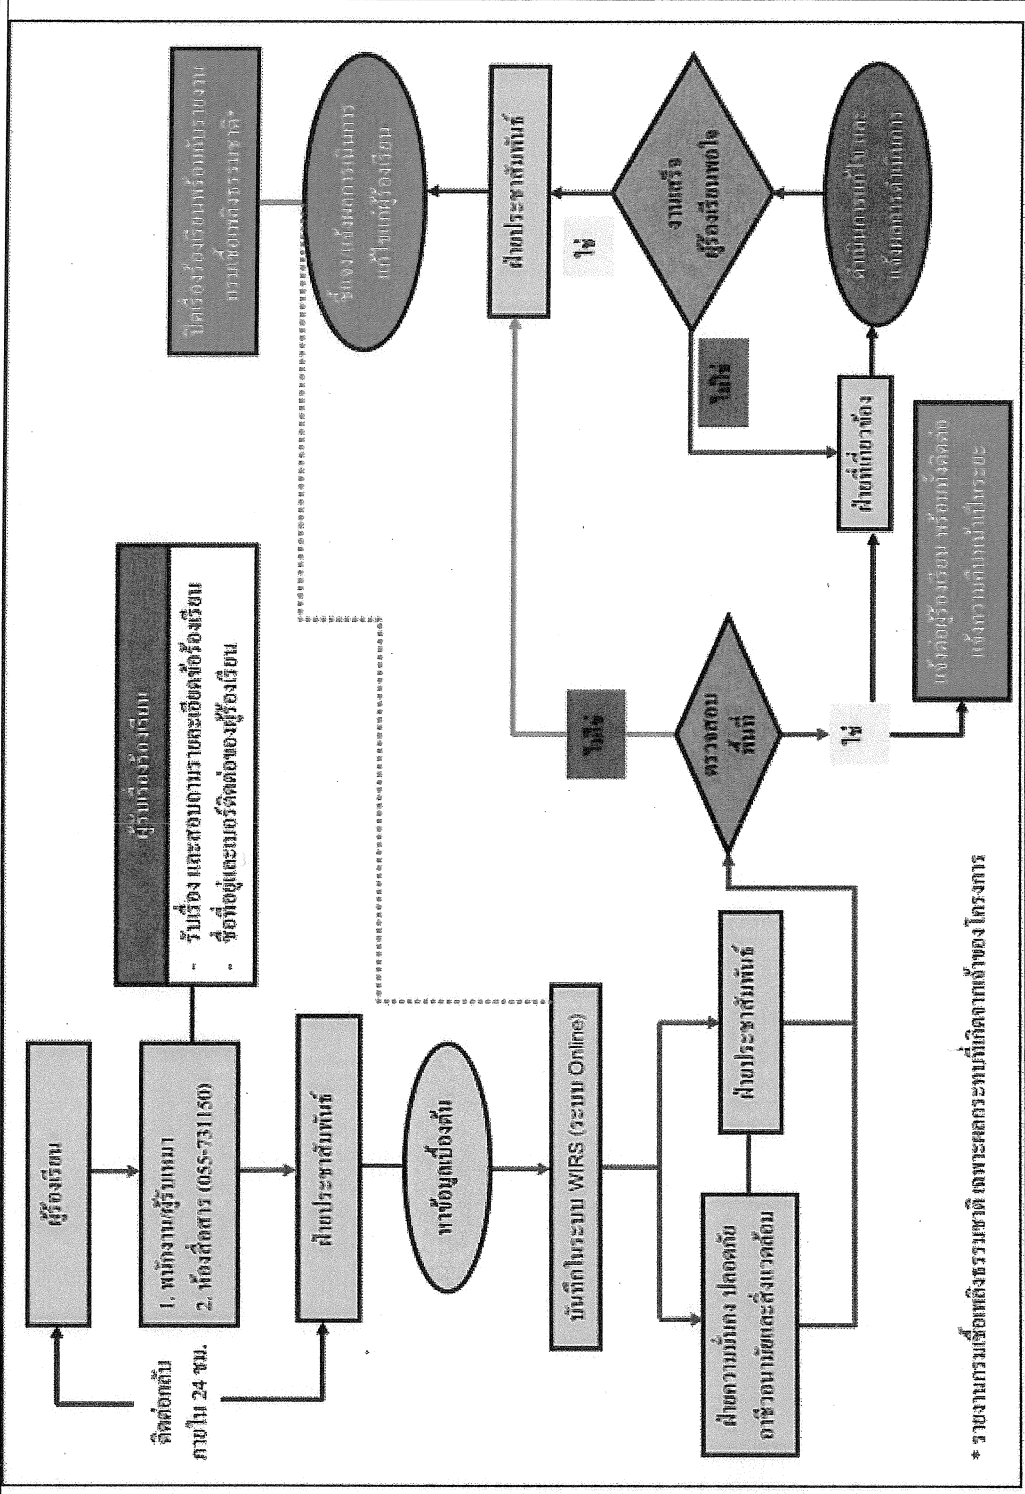 ผู้ร้องเรียน
ติดต่อกลับ
ภายใน 24 ชม.
1. พนักงาน/ผู้รับเหมา
2. ห้องสื่อสาร (055-731150)
ผู้รับเรื่องร้องเรียน
- รับเรื่อง และสอบถามรายละเอียดข้อร้องเรียน
- ชื่อที่อยู่และเบอร์ติดต่อของผู้ร้องเรียน
ฝ่ายประชาสัมพันธ์
หาข้อมูลเบื้องต้น
บันทึกในระบบ WIRS (ระบบ Online)
ฝ่ายความมั่นคง ปลอดภัย
อาชีวอนามัยและสิ่งแวดล้อม
ฝ่ายประชาสัมพันธ์
ตรวจสอบ
พื้นที่
ไม่ใช่
ใช่
แจ้งต่อผู้ร้องเรียน พร้อมทั้งติดต่อ
แจ้งความคืบหน้าเป็นระยะ
ฝ่ายที่เกี่ยวข้อง
ดำเนินการแก้ไข และ
แจ้งผลการดำเนินการ
งานเสร็จ
ผู้ร้องเรียนพอใจ
ไม่ใช่
ใช่
ฝ่ายประชาสัมพันธ์
ชี้แจงแจ้งผลการดำเนินการ
แก้ไขแก่ผู้ร้องเรียน
ปิดเรื่องร้องเรียนพร้อมกับรายงาน
กรมเชื้อเพลิงธรรมชาติ*
* รายงานกรมเชื้อเพลิงธรรมชาติ เฉพาะผลกระทบที่เกิดจากเจ้าของโครงการ